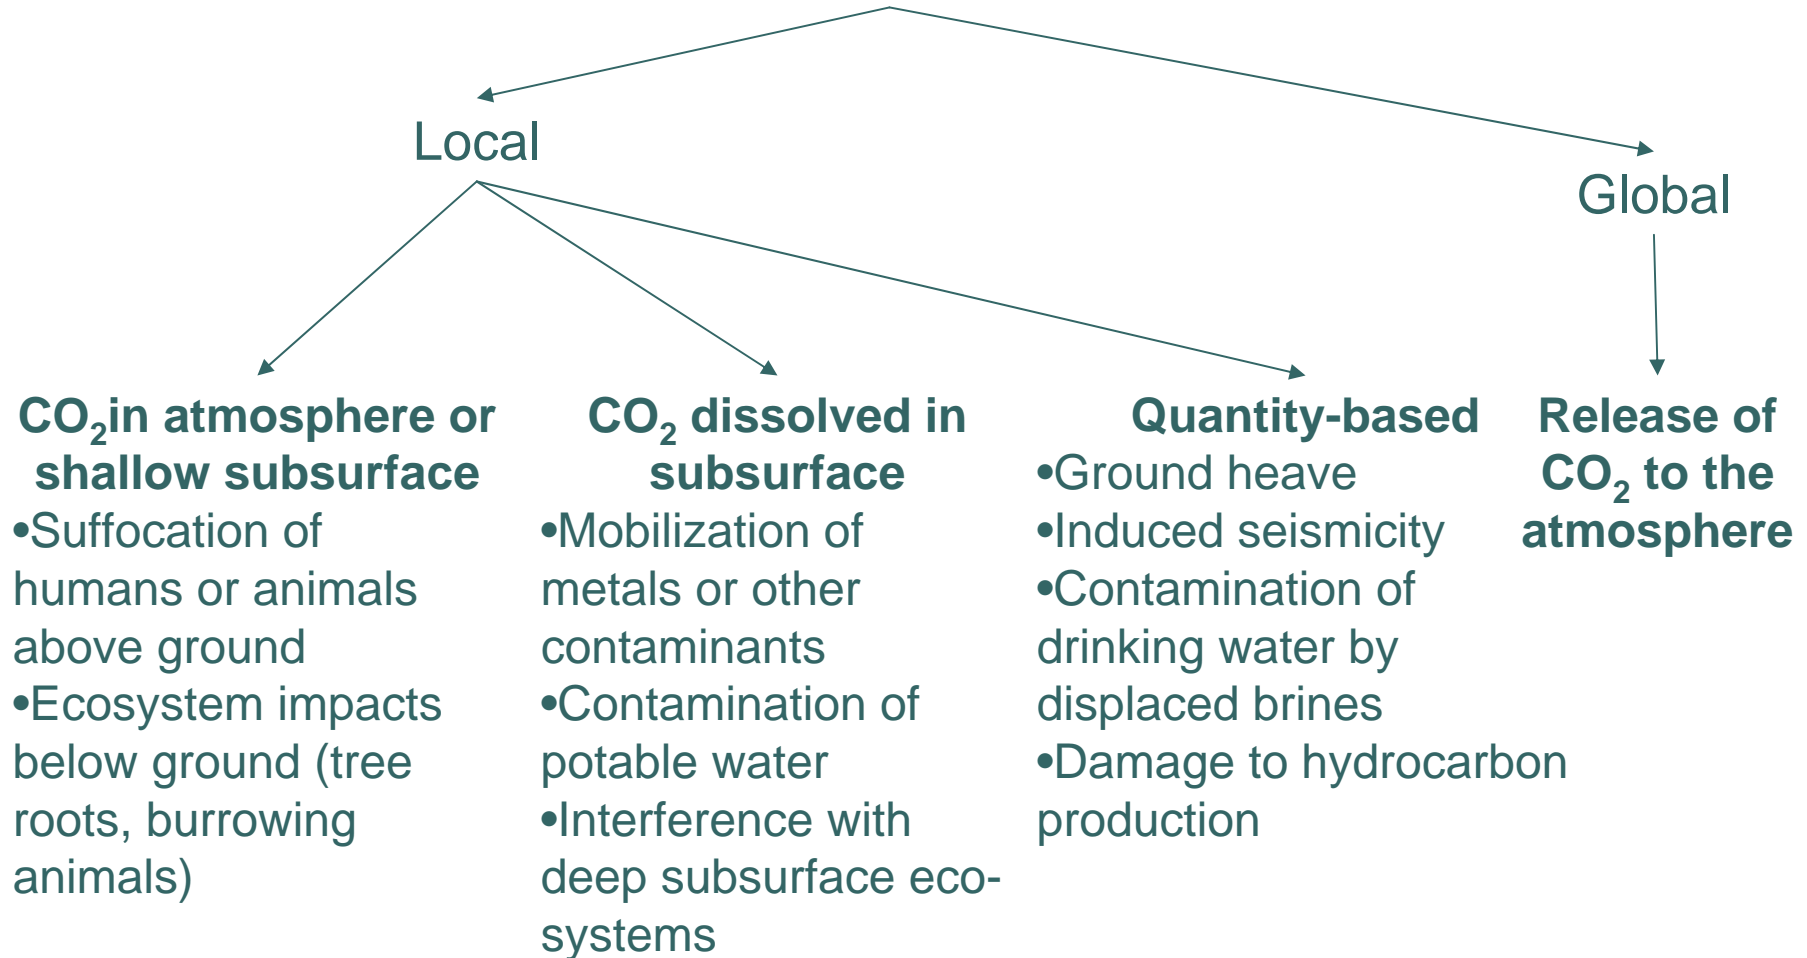 Local
Global
CO₂in atmosphere or
shallow subsurface
•Suffocation of
humans or animals
above ground
•Ecosystem impacts
below ground (tree
roots, burrowing
animals)
CO₂ dissolved in
subsurface
•Mobilization of
metals or other
contaminants
•Contamination of
potable water
•Interference with
deep subsurface eco-
systems
Quantity-based
•Ground heave
•Induced seismicity
•Contamination of
drinking water by
displaced brines
•Damage to hydrocarbon
production
Release of
CO₂ to the
atmosphere